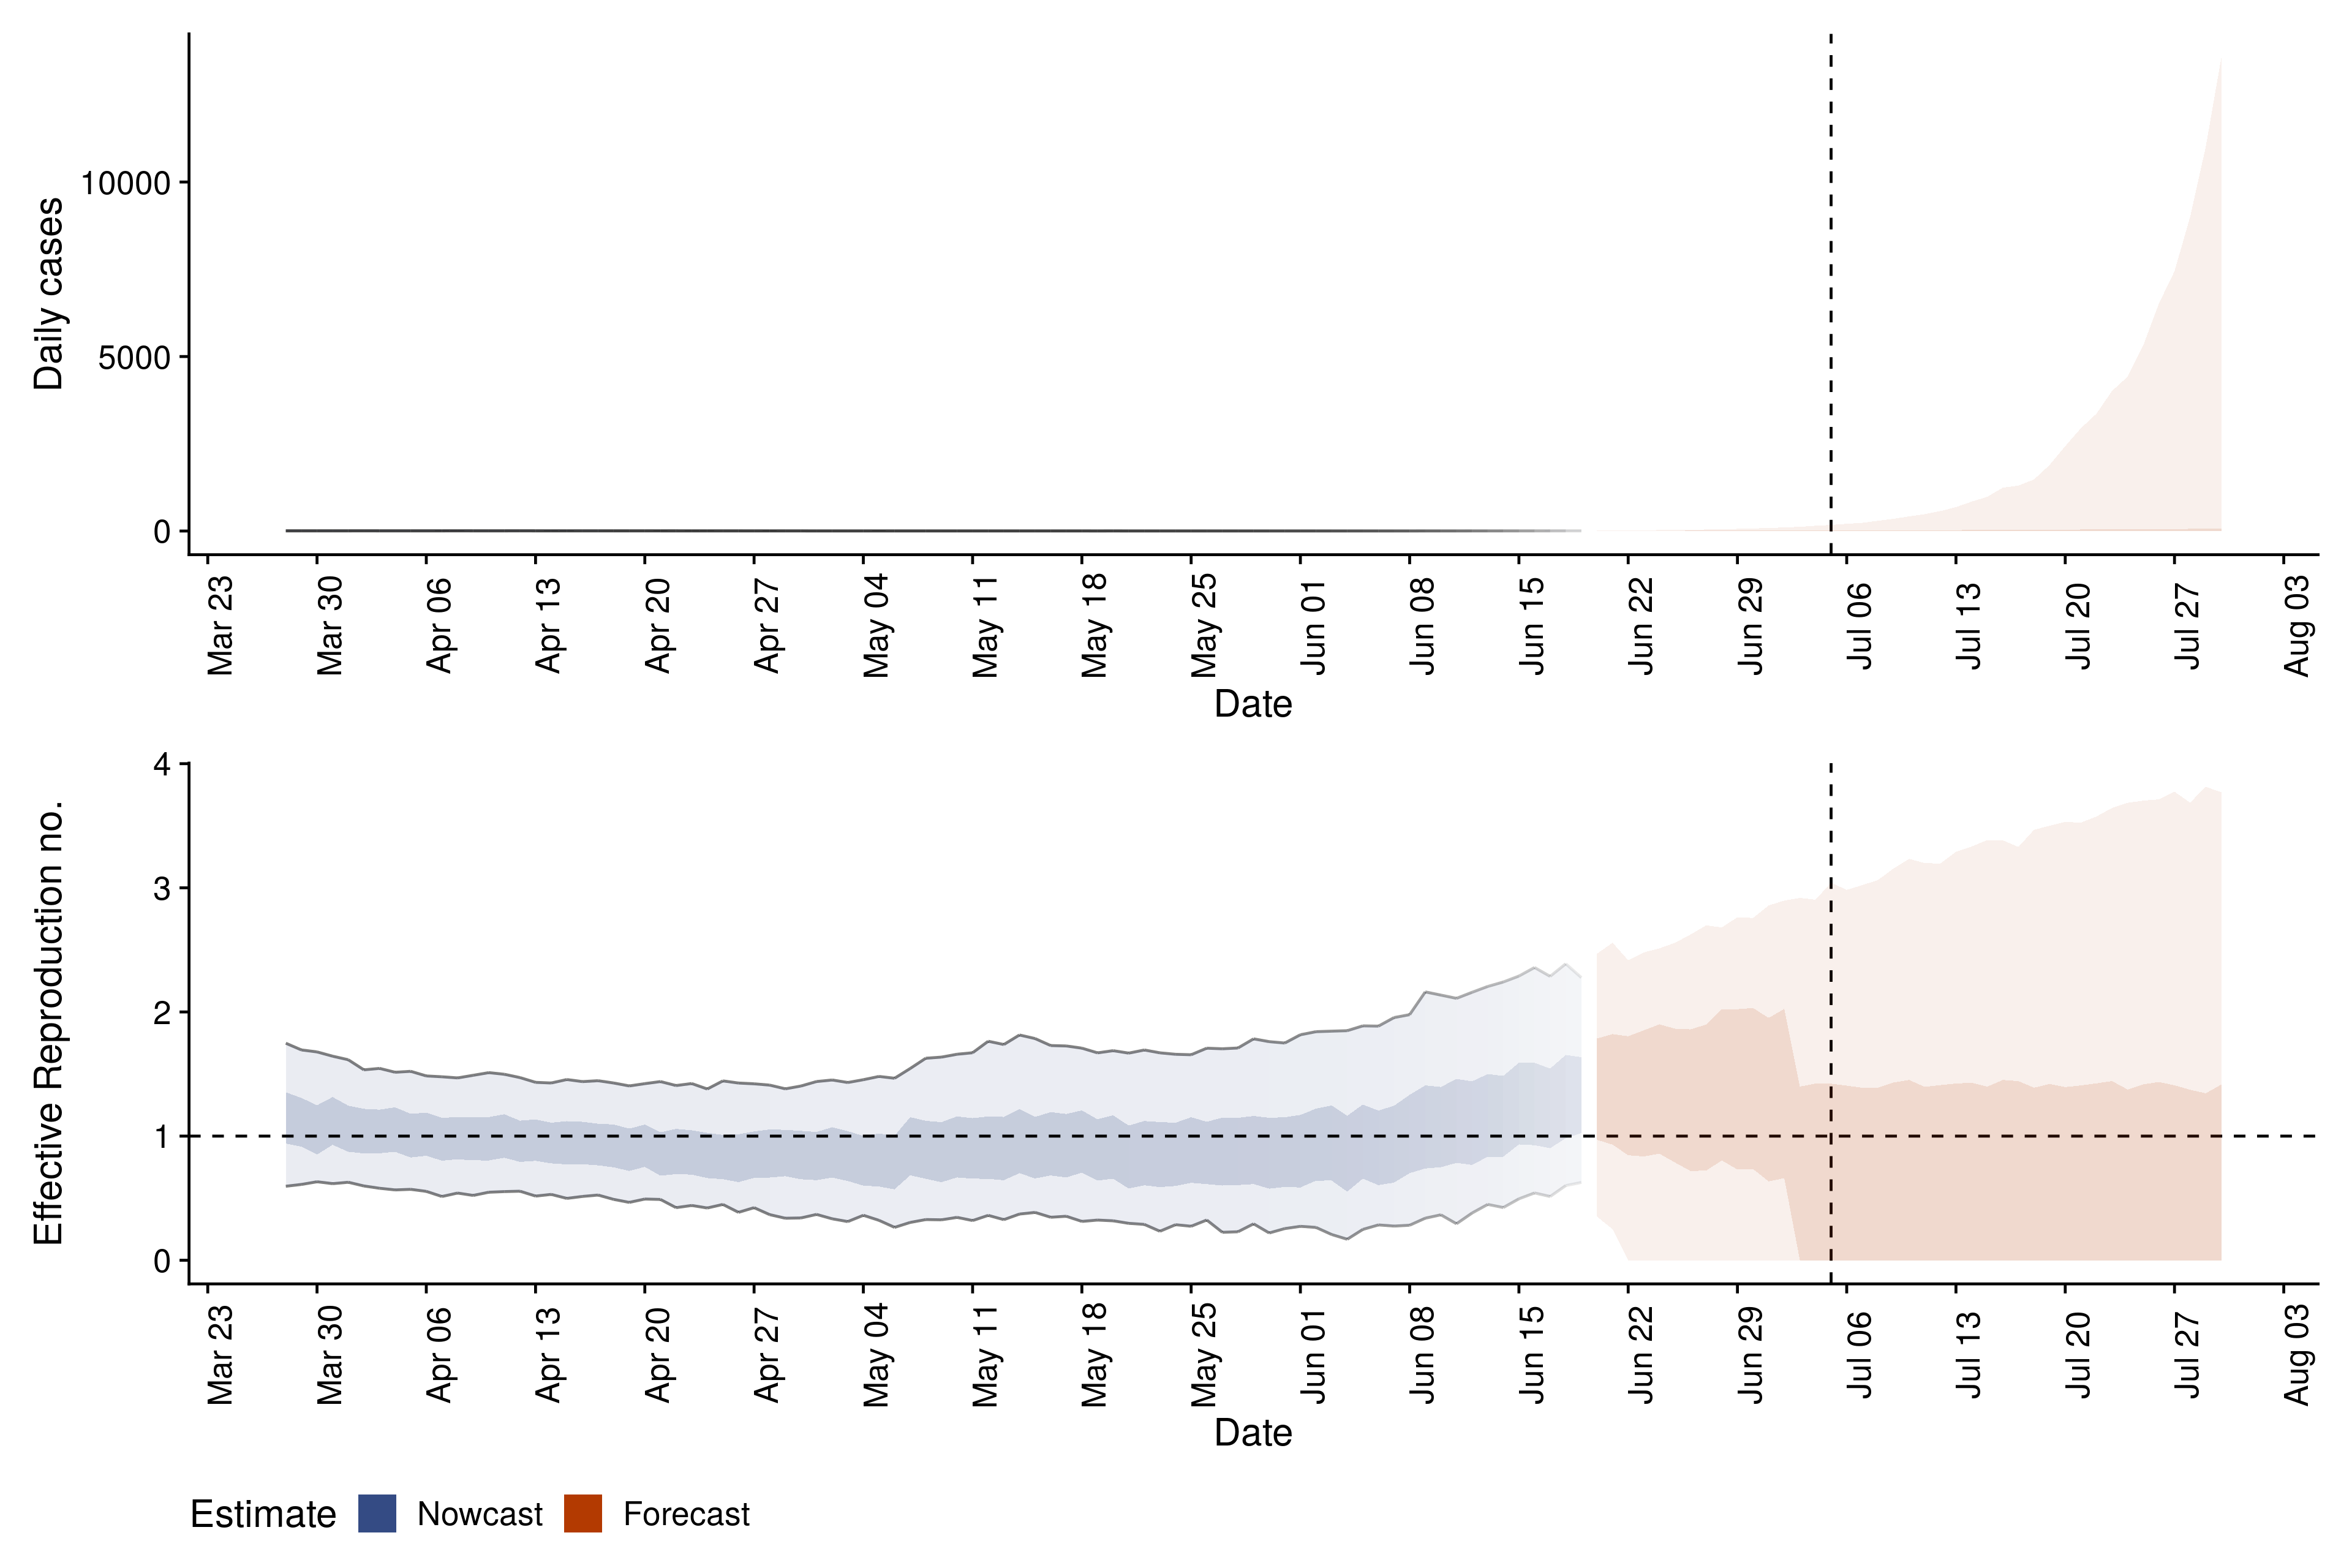 Daily cases
10000
5000
0
Mar 23 Mar 30 Apr 06 Apr 13 Apr 20 Apr 27 May 04 May 11 May 18 May 25 Jun 01 Jun 08 Jun 15 Jun 22 Jun 29 Jul 06 Jul 13 Jul 20 Jul 27 Aug 03
Date
Effective Reproduction no.
4
3
2
1
0
Mar 23 Mar 30 Apr 06 Apr 13 Apr 20 Apr 27 May 04 May 11 May 18 May 25 Jun 01 Jun 08 Jun 15 Jun 22 Jun 29 Jul 06 Jul 13 Jul 20 Jul 27 Aug 03
Date
Estimate Nowcast Forecast